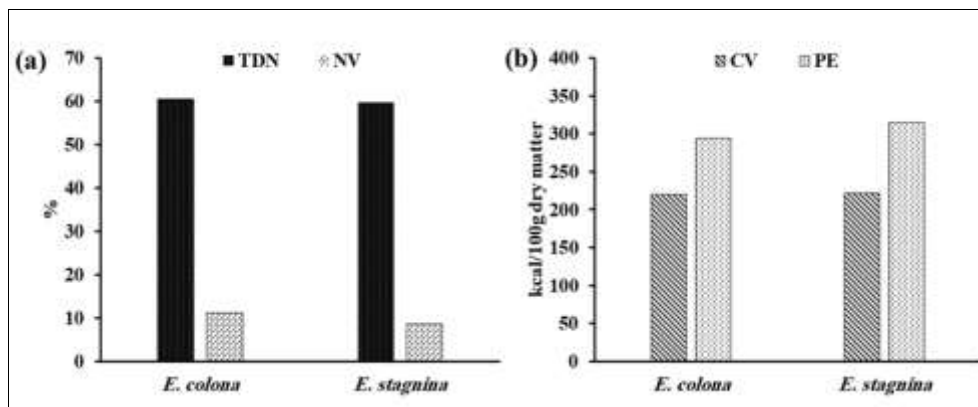 (a)
TDN NV
70
60
50
40
30
20
10
0
%
E. colona E. stagnina
(b)
CV PE
400
350
300
250
200
150
100
50
0
kcal/100g dry matter
E. colona E. stagnina